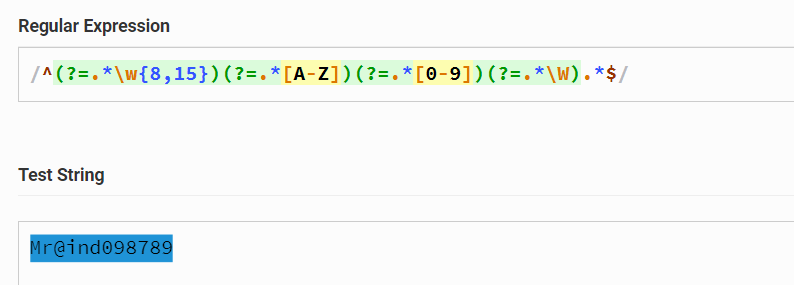 Regular Expression
/^(?=.*\w{8,15})(?=.*[A-Z])(?=.*[0-9])(?=.*\W).*$/
Test String
Mr@ind098789